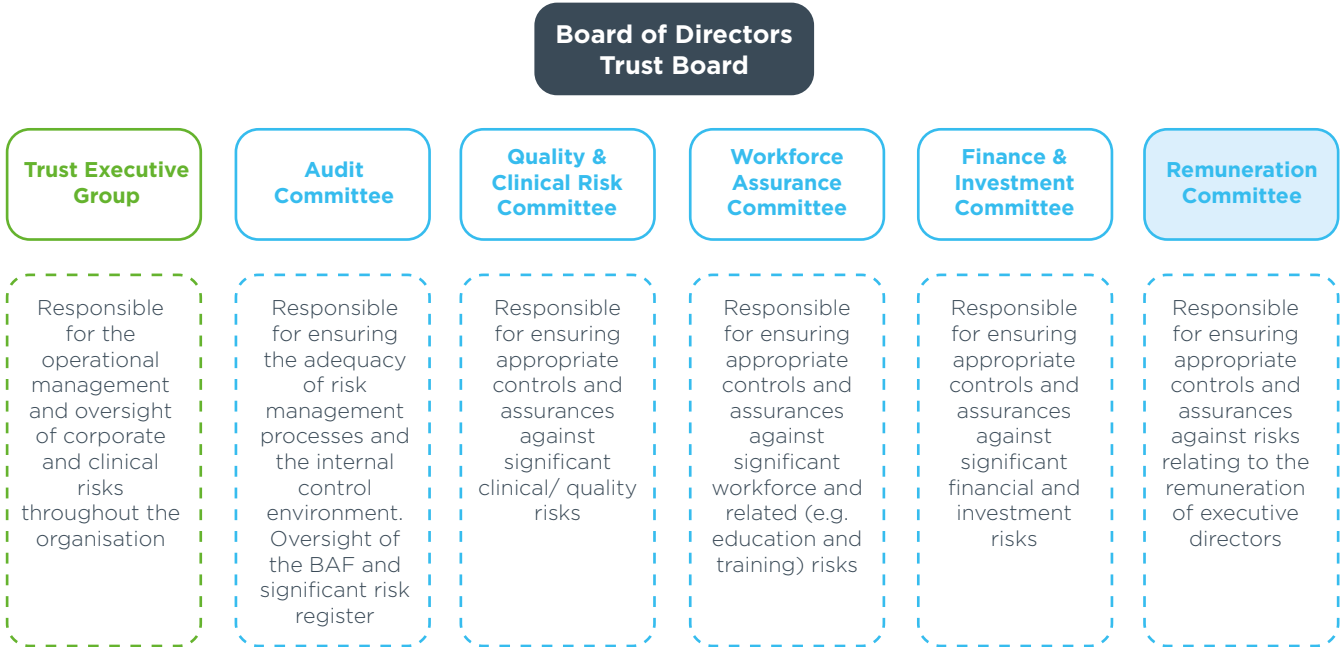 Board of Directors
Trust Board
Trust Executive
Group
Audit
Committee
Quality &
Clinical Risk
Committee
Workforce
Assurance
Committee
Finance &
Investment
Committee
Remuneration
Committee
Responsible
for the
operational
management
and oversight
of corporate
and clinical
risks
throughout the
organisation
Responsible
for ensuring
the adequacy
of risk
management
processes and
the internal
control
environment.
Oversight of
the BAF and
significant risk
register
Responsible
for ensuring
appropriate
controls and
assurances
against
significant
clinical/ quality
risks
Responsible
for ensuring
appropriate
controls and
assurances
against
significant
workforce and
related (e.g.
education and
training) risks
Responsible
for ensuring
appropriate
controls and
assurances
against
significant
financial and
investment
risks
Responsible
for ensuring
appropriate
controls and
assurances
against risks
relating to the
remuneration
of executive
directors